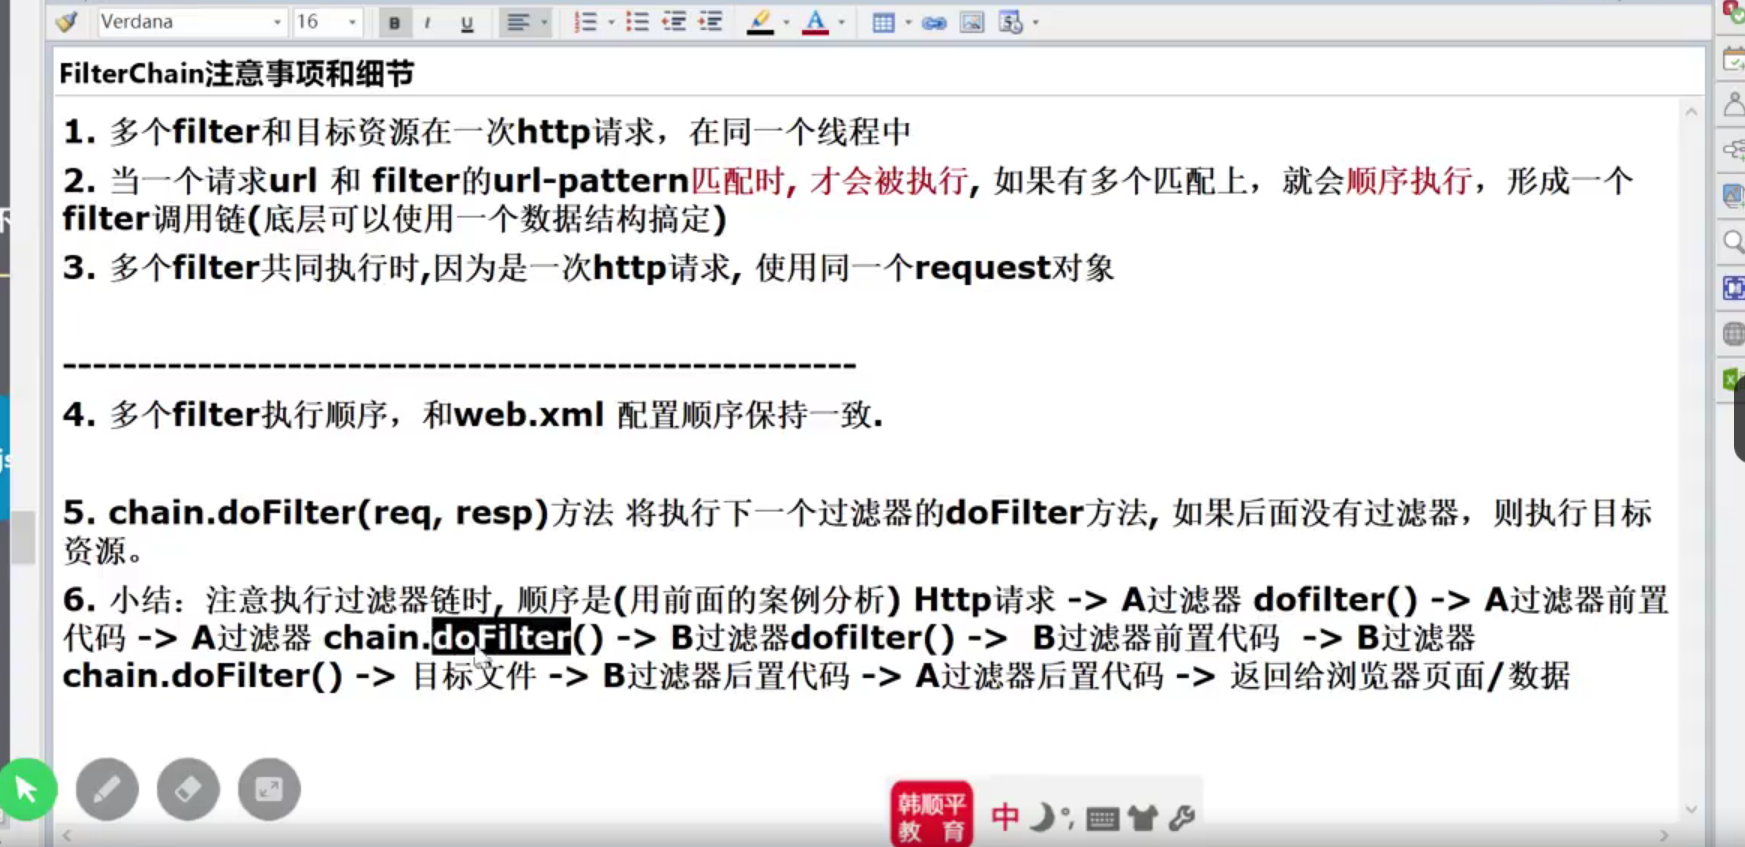 Verdana 16 B I U
FilterChain注意事项和细节
1. 多个filter和目标资源在一次http请求，在同一个线程中
2. 当一个请求url 和 filter的url-pattern匹配时, 才会被执行, 如果有多个匹配上，就会顺序执行，形成一个
filter调用链(底层可以使用一个数据结构搞定)
3. 多个filter共同执行时,因为是一次http请求, 使用同一个request对象
-----------------------------------------------------
4. 多个filter执行顺序，和web.xml 配置顺序保持一致.
5. chain.doFilter(req, resp)方法 将执行下一个过滤器的doFilter方法, 如果后面没有过滤器，则执行目标
资源。
6. 小结：注意执行过滤器链时, 顺序是(用前面的案例分析) Http请求 -> A过滤器 dofilter() -> A过滤器前置
代码 -> A过滤器 chain.doFilter() -> B过滤器dofilter() -> B过滤器前置代码 -> B过滤器
chain.doFilter() -> 目标文件 -> B过滤器后置代码 -> A过滤器后置代码 -> 返回给浏览器页面/数据
韩顺平
教 育
中